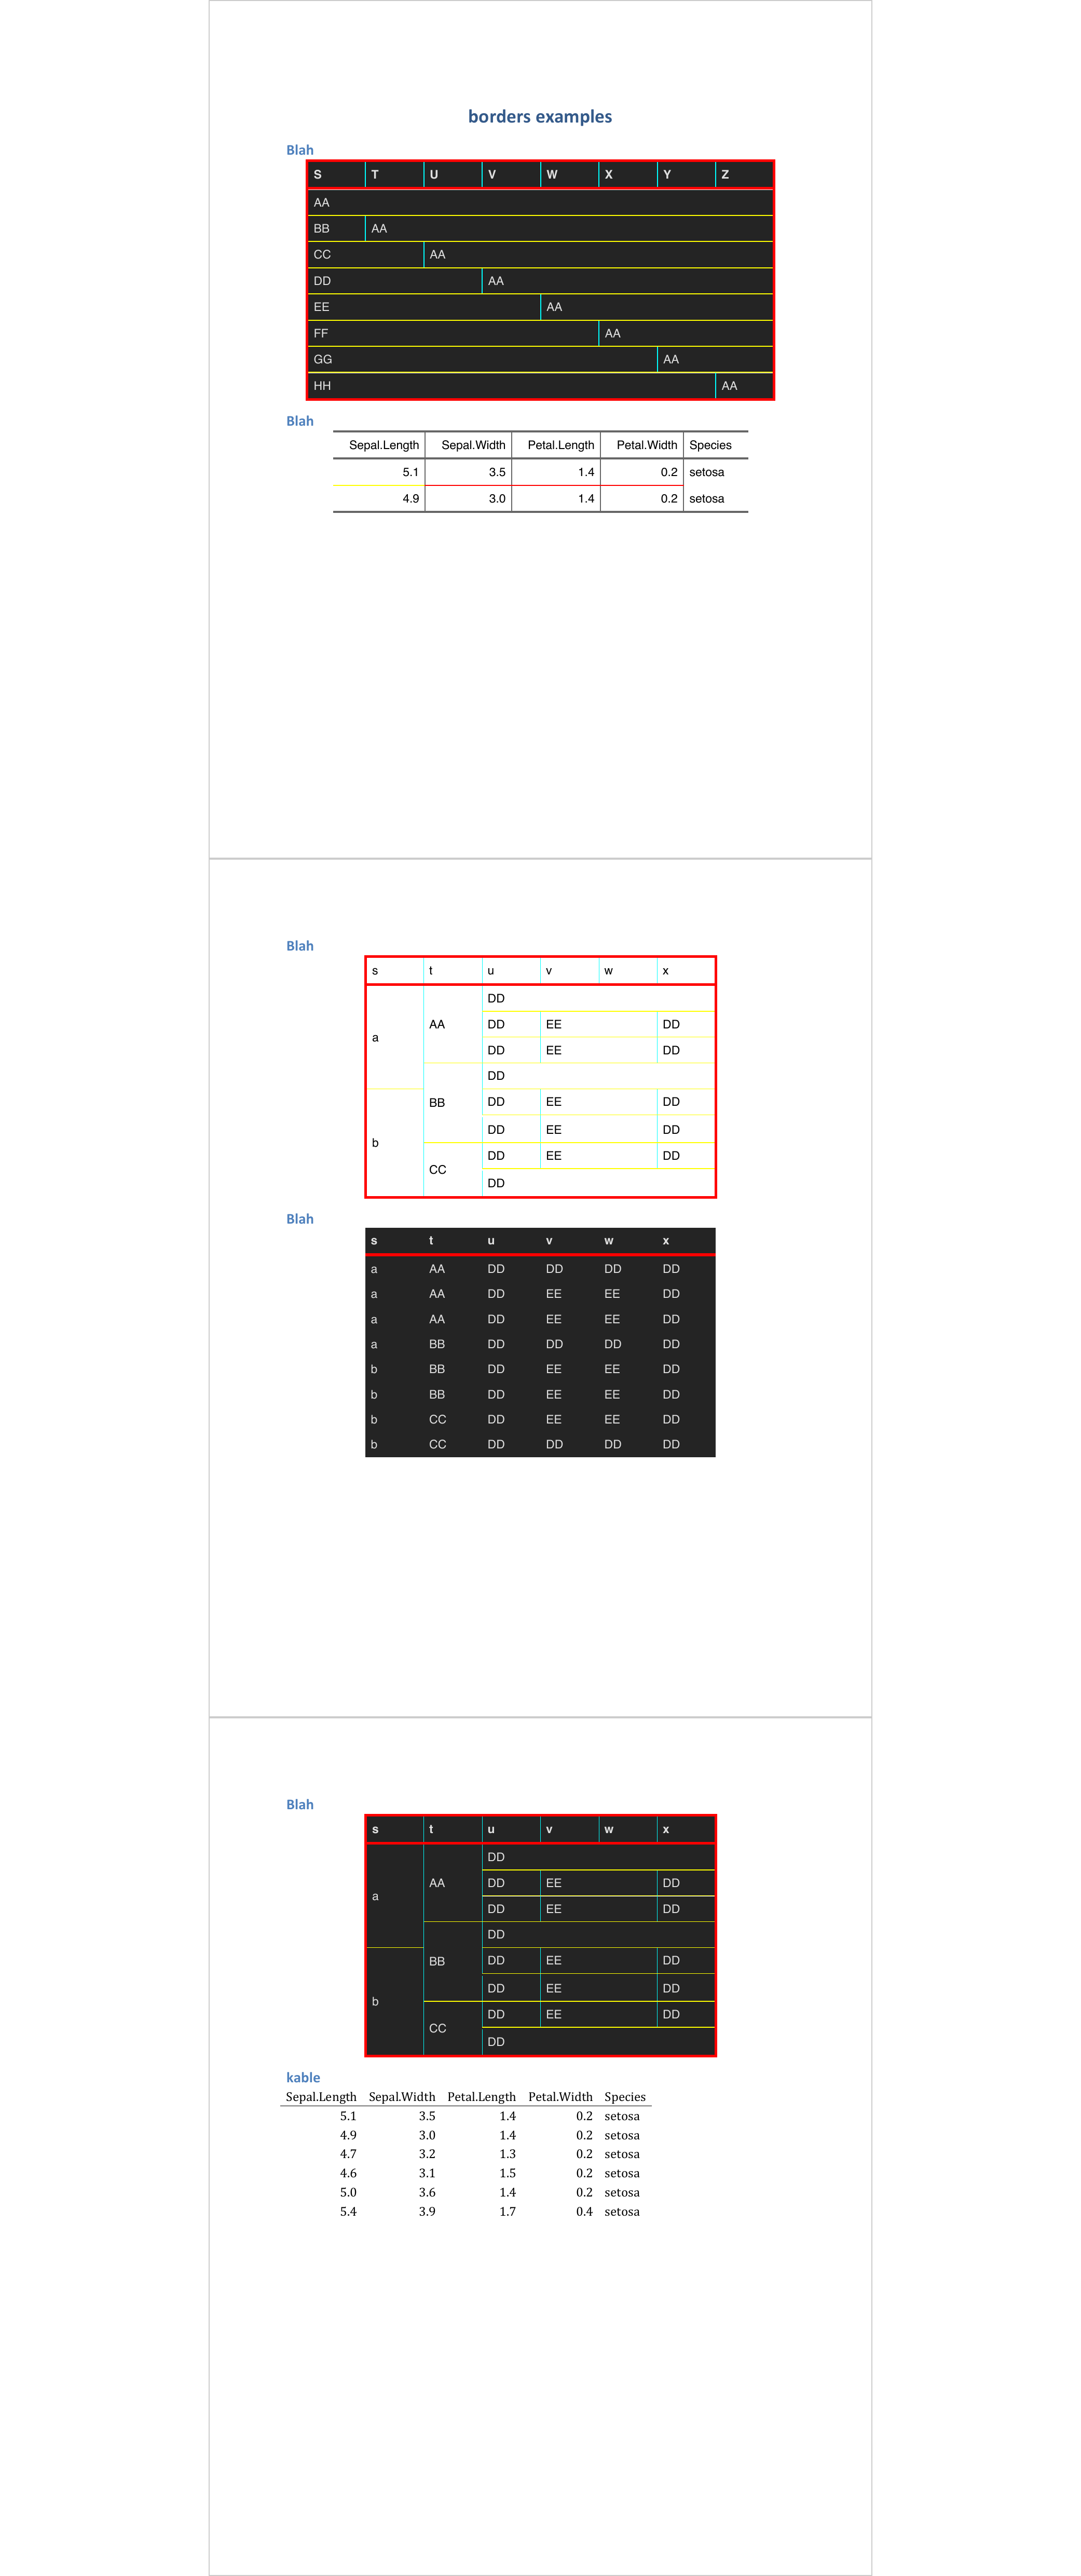 borders examples
Blah
S T U V W X Y Z
AA
BB AA
CC AA
DD AA
EE AA
FF AA
GG AA
HH AA
Blah
Sepal.Length Sepal.Width Petal.Length Petal.Width Species
5.1 3.5 1.4 0.2 setosa
4.9 3.0 1.4 0.2 setosa
Blah
s t u v w x
DD
AA DD EE DD
a
DD EE DD
DD
BB DD EE DD
DD EE DD
b
DD EE DD
CC
DD
Blah
s t u v w x
a AA DD DD DD DD
a AA DD EE EE DD
a AA DD EE EE DD
a BB DD DD DD DD
b BB DD EE EE DD
b BB DD EE EE DD
b CC DD EE EE DD
b CC DD DD DD DD
Blah
s t u v w x
DD
AA DD EE DD
a
DD EE DD
DD
BB DD EE DD
DD EE DD
b
DD EE DD
CC
DD
kable
Sepal.Length Sepal.Width Petal.Length Petal.Width Species
5.1 3.5 1.4 0.2 setosa
4.9 3.0 1.4 0.2 setosa
4.7 3.2 1.3 0.2 setosa
4.6 3.1 1.5 0.2 setosa
5.0 3.6 1.4 0.2 setosa
5.4 3.9 1.7 0.4 setosa